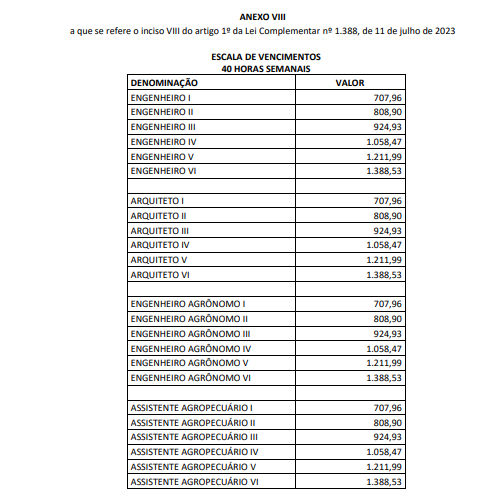 ANEXO VIII
a que se refere o inciso VIII do artigo 1º da Lei Complementar nº 1.388, de 11 de julho de 2023
ESCALA DE VENCIMENTOS
40 HORAS SEMANAIS
DENOMINAÇÃO VALOR
ENGENHEIRO I 707,96
ENGENHEIRO II 808,90
ENGENHEIRO III 924,93
ENGENHEIRO IV 1.058,47
ENGENHEIRO V 1.211,99
ENGENHEIRO VI 1.388,53
ARQUITETO I 707,96
ARQUITETO II 808,90
ARQUITETO III 924,93
ARQUITETO IV 1.058,47
ARQUITETO V 1.211,99
ARQUITETO VI 1.388,53
ENGENHEIRO AGRÔNOMO I 707,96
ENGENHEIRO AGRÔNOMO II 808,90
ENGENHEIRO AGRÔNOMO III 924,93
ENGENHEIRO AGRÔNOMO IV 1.058,47
ENGENHEIRO AGRÔNOMO V 1.211,99
ENGENHEIRO AGRÔNOMO VI 1.388,53
ASSISTENTE AGROPECUÁRIO I 707,96
ASSISTENTE AGROPECUÁRIO II 808,90
ASSISTENTE AGROPECUÁRIO III 924,93
ASSISTENTE AGROPECUÁRIO IV 1.058,47
ASSISTENTE AGROPECUÁRIO V 1.211,99
ASSISTENTE AGROPECUÁRIO VI 1.388,53